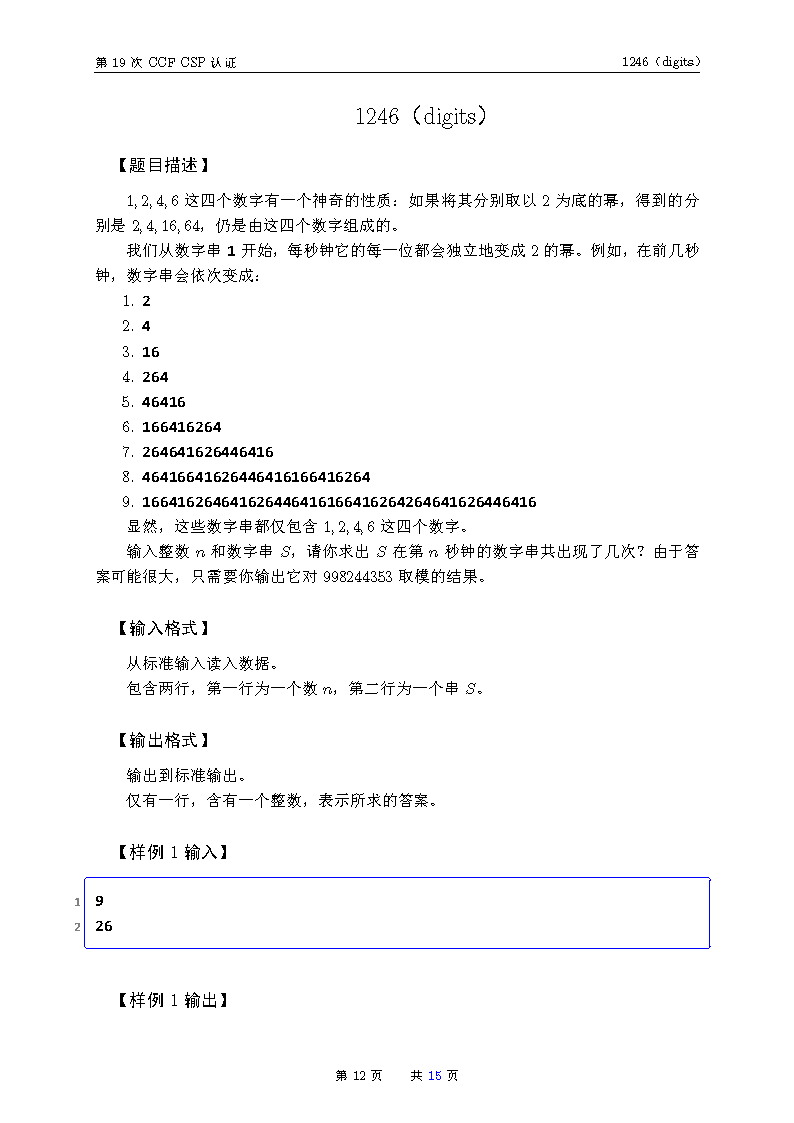 第 19 次 CCF CSP 认证 1246（digits）
1246（digits）
【题目描述】
1, 2, 4, 6 这四个数字有一个神奇的性质：如果将其分别取以 2 为底的幂，得到的分
别是 2, 4, 16, 64，仍是由这四个数字组成的。
我们从数字串 1 开始，每秒钟它的每一位都会独立地变成 2 的幂。例如，在前几秒
钟，数字串会依次变成：
1. 2
2. 4
3. 16
4. 264
5. 46416
6. 166416264
7. 264641626446416
8. 46416641626446416166416264
9. 166416264641626446416166416264264641626446416
显然，这些数字串都仅包含 1, 2, 4, 6 这四个数字。
输入整数 n 和数字串 S，请你求出 S 在第 n 秒钟的数字串共出现了几次？由于答
案可能很大，只需要你输出它对 998244353 取模的结果。
【输入格式】
从标准输入读入数据。
包含两行，第一行为一个数 n，第二行为一个串 S。
【输出格式】
输出到标准输出。
仅有一行，含有一个整数，表示所求的答案。
【样例 1 输入】
1 9
2 26
【样例 1 输出】
第 12 页 共 15 页